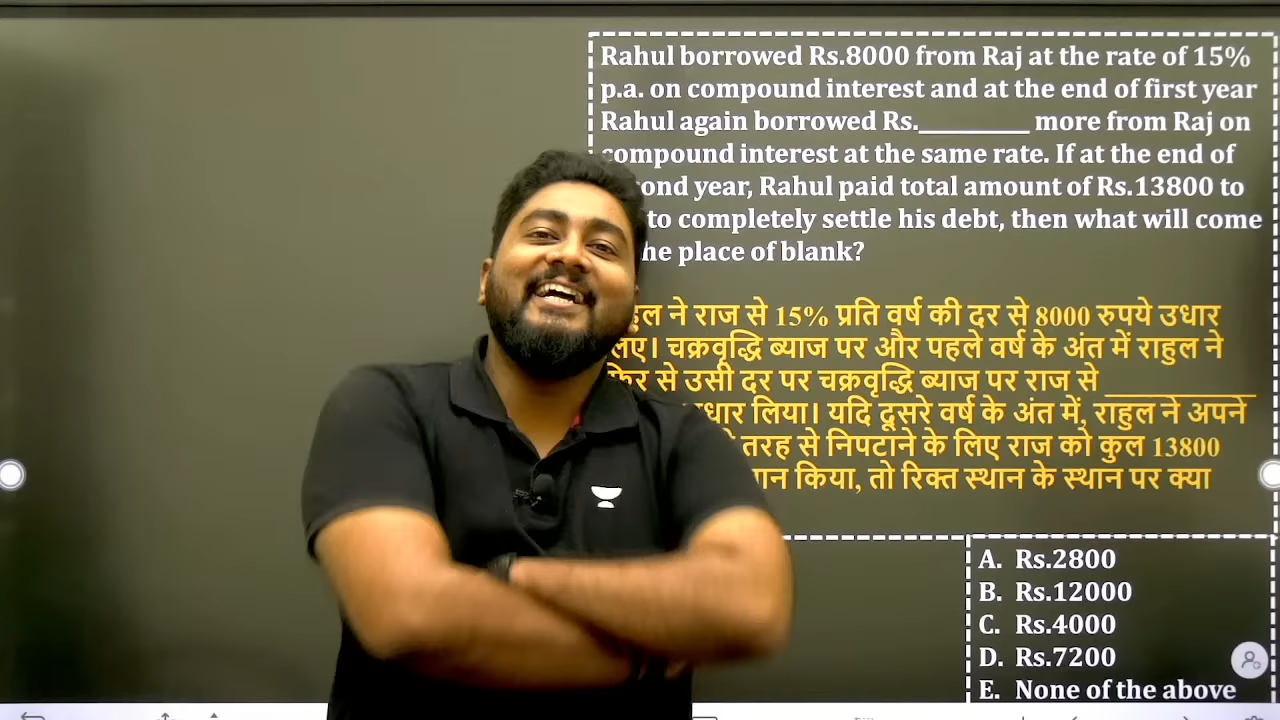 Rahul borrowed Rs.8000 from Raj at the rate of 15%
p.a. on compound interest and at the end of first year
Rahul again borrowed Rs.__________ more from Raj on
compound interest at the same rate. If at the end of
year, Rahul paid total amount of Rs.13800 to
to completely settle his debt, then what will come
place of blank?
ने राज से 15% प्रति वर्ष की दर से 8000 रुपये उधार
लिए। चक्रवृद्धि ब्याज पर और पहले वर्ष के अंत में राहुल ने
फिर से उसी दर पर चक्रवृद्धि ब्याज पर राज से ____________
उधार लिया। यदि दूसरे वर्ष के अंत में, राहुल ने अपने
तरह से निपटाने के लिए राज को कुल 13800
किया, तो रिक्त स्थान के स्थान पर क्या
A. Rs.2800
B. Rs.12000
C. Rs.4000
D. Rs.7200
E. None of the above